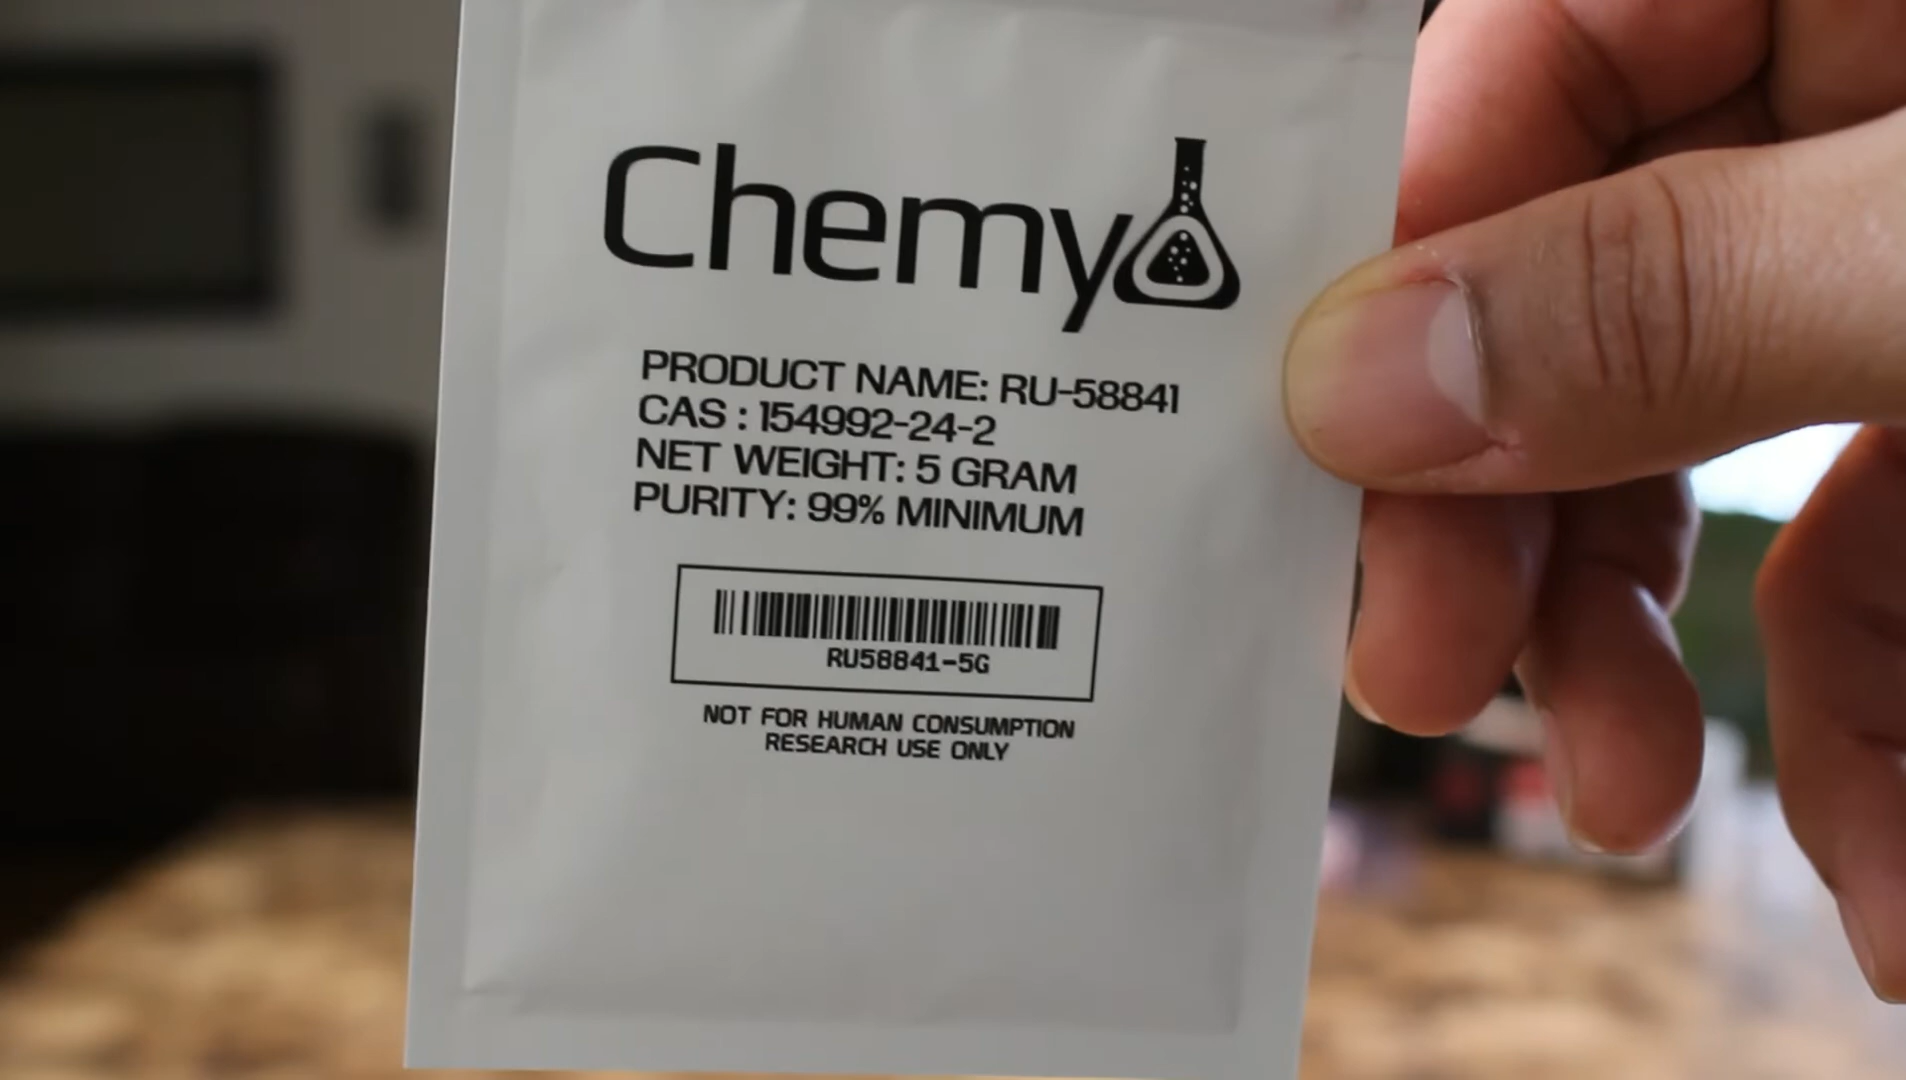 Chemyo
PRODUCT NAME: RU-58841
CAS : 154992-24-2
NET WEIGHT: 5 GRAM
PURITY: 99% MINIMUM
RU58841-5G
NOT FOR HUMAN CONSUMPTION
RESEARCH USE ONLY